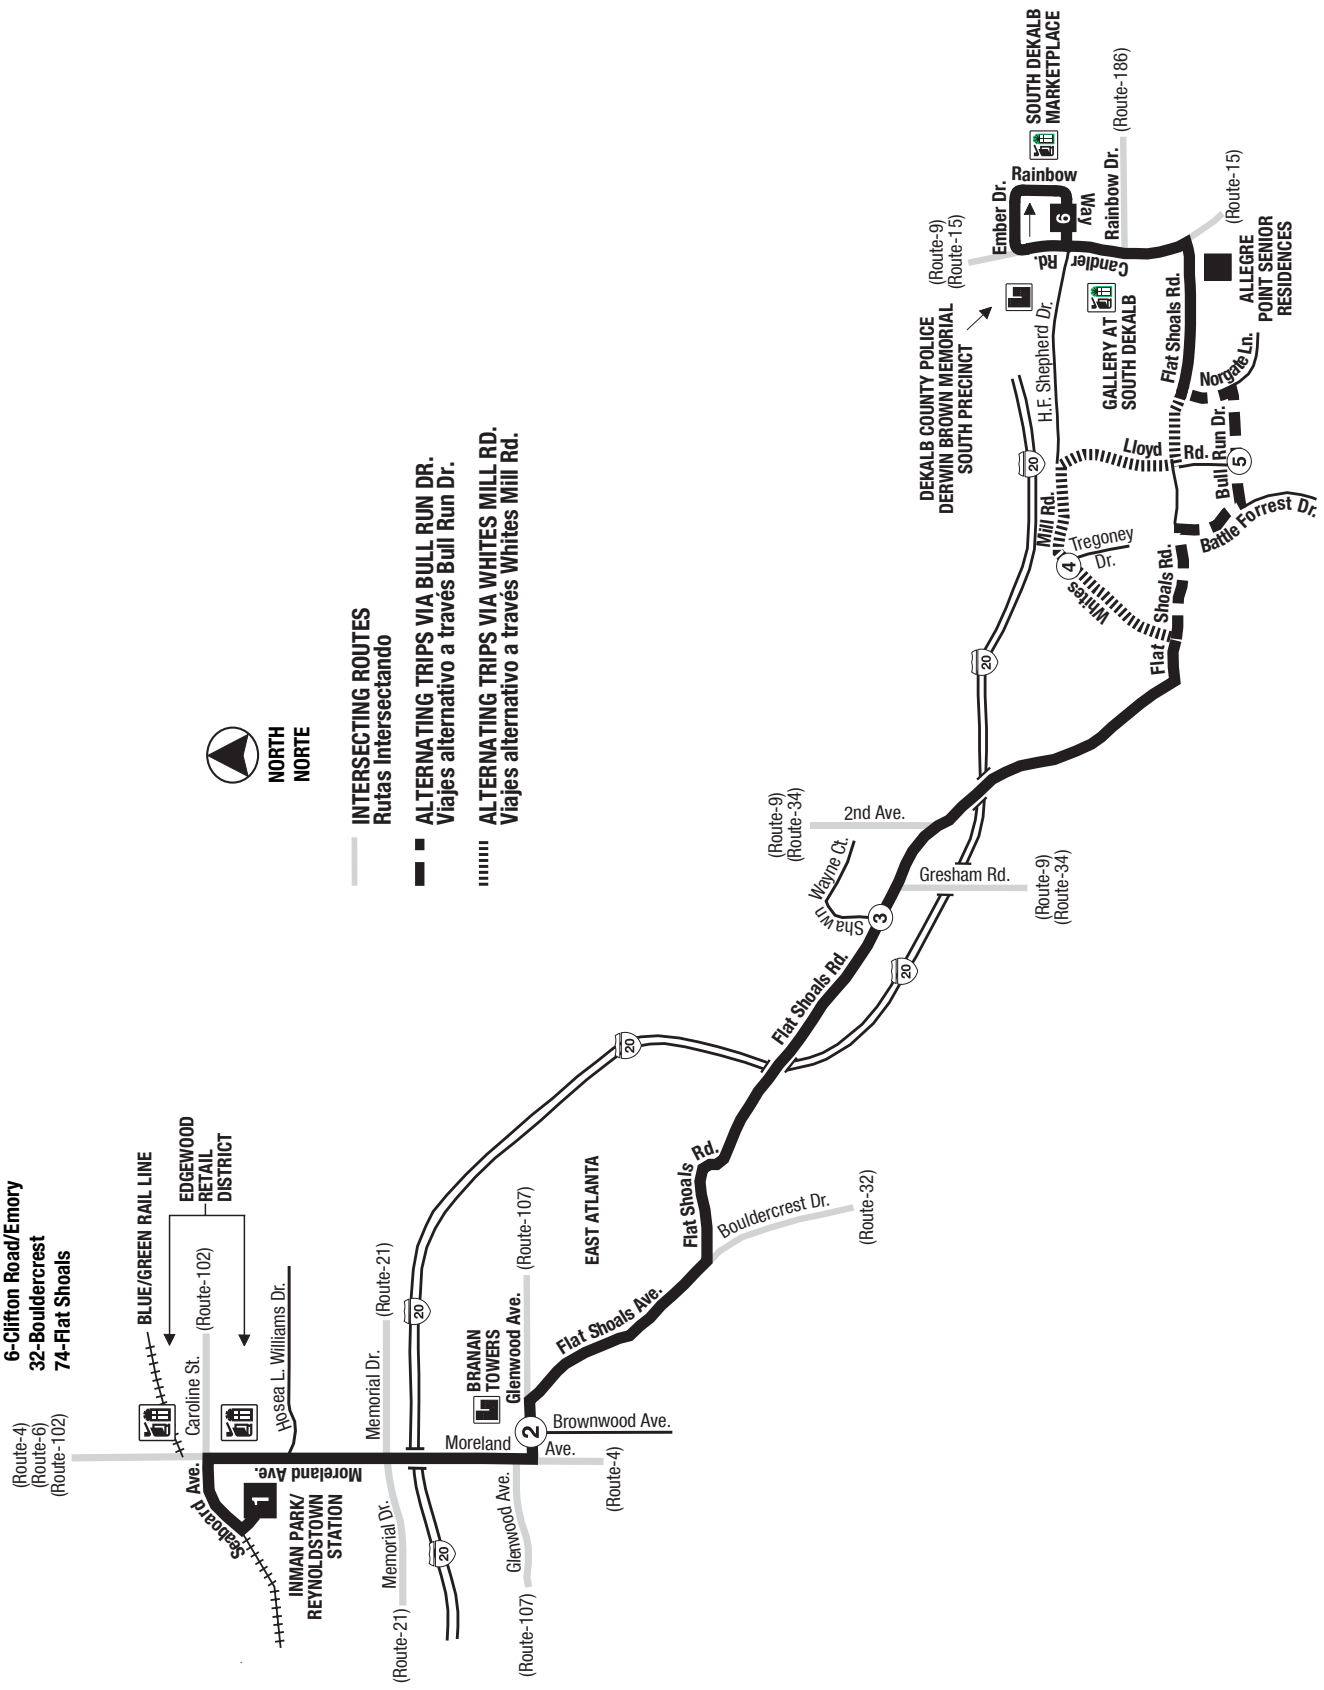 6-Clifton Road/Emory
32-Bouldercrest
74-Flat Shoals
(Route-4)
(Route-6)
(Route-102)
BLUE/GREEN RAIL LINE
EDGEWOOD
RETAIL
DISTRICT
Caroline St.
(Route-102)
Seaboard Ave.
1
INMAN PARK/
REYNOLDSTOWN
STATION
Moreland Ave.
Hosea L. Williams Dr.
Memorial Dr.
(Route-21)
Memorial Dr.
(Route-21)
20
20
20
BRANAN
TOWERS
Glenwood Ave.
(Route-107)
Glenwood Ave.
(Route-107)
Moreland
Ave.
(Route-4)
2
Brownwood Ave.
EAST ATLANTA
Flat Shoals Ave.
Flat Shoals Rd.
Bouldercrest Dr.
(Route-32)
Flat Shoals Rd.
20
3
Shawn
Wayne Ct.
(Route-9)
(Route-34)
2nd Ave.
Gresham Rd.
(Route-9)
(Route-34)
20
20
NORTH
NORTE
INTERSECTING ROUTES
Rutas Intersectando
ALTERNATING TRIPS VIA BULL RUN DR.
Viajes alternativo a través Bull Run Dr.
ALTERNATING TRIPS VIA WHITES MILL RD.
Viajes alternativo a través Whites Mill Rd.
Flat
Shoals Rd.
Whites
Mill Rd.
4
Tregoney
Dr.
Lloyd
Rd.
Battle Forrest Dr.
Bull Run Dr.
5
Norgate Ln.
H.F. Shepherd Dr.
DEKALB COUNTY POLICE
DERWIN BROWN MEMORIAL
SOUTH PRECINCT
GALLERY AT
SOUTH DEKALB
Flat Shoals Rd.
ALLEGRE
POINT SENIOR
RESIDENCES
(Route-15)
Candler
Rd.
(Route-9)
(Route-15)
Ember Dr.
Rainbow
Way
6
SOUTH DEKALB
MARKETPLACE
Rainbow Dr.
(Route-186)